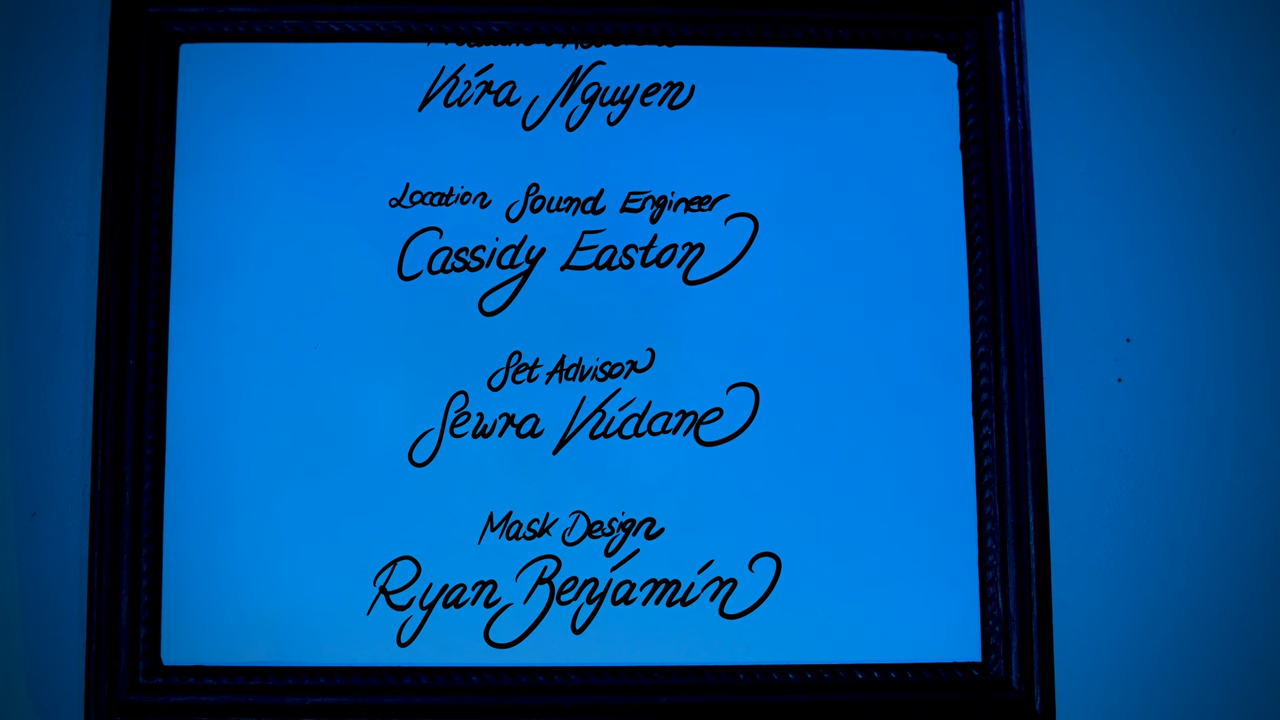 Kira Nguyen
Location Sound Engineer
Cassidy Easton
Set Advisor
Sewra Vidane
Mask Design
Ryan Benjamin